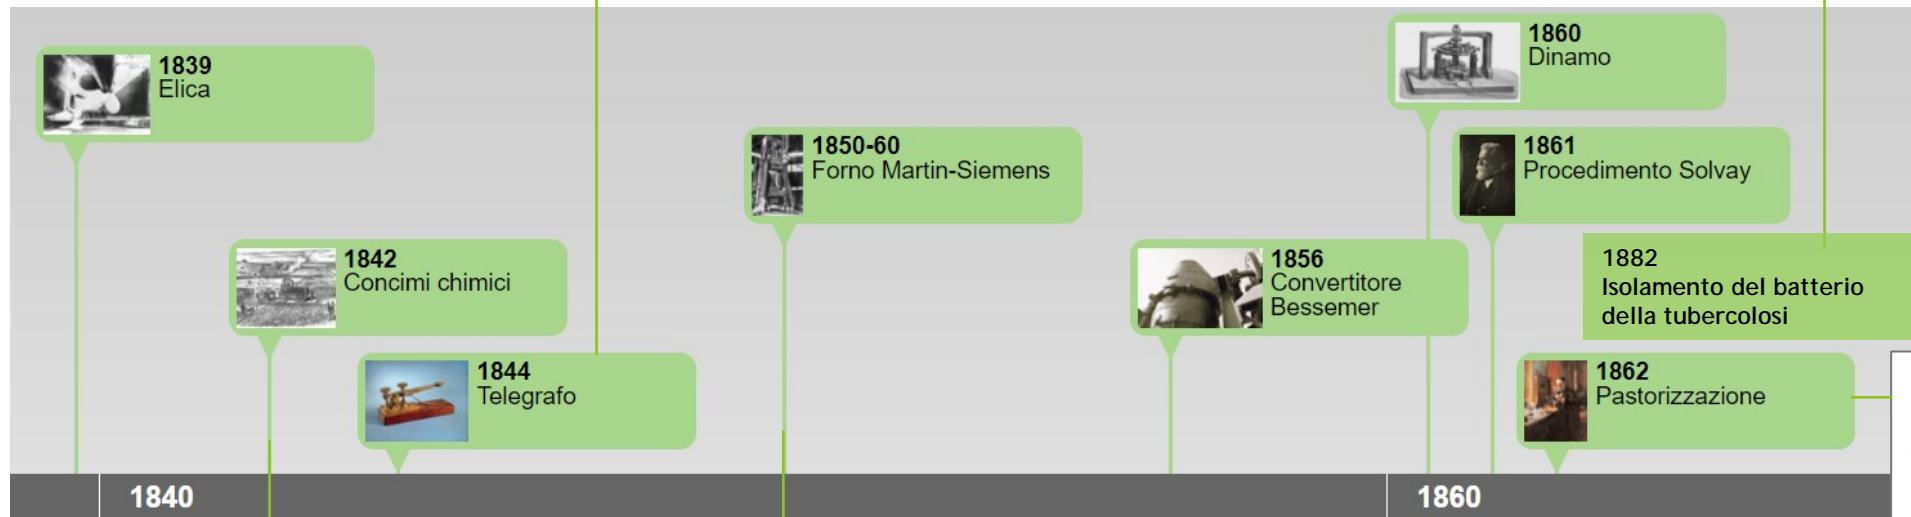 1839
Elica
1842
Concimi chimici
1844
Telegrafo
1850-60
Forno Martin-Siemens
1856
Convertitore
Bessemer
1860
Dinamo
1861
Procedimento Solvay
1882
Isolamento del batterio
della tubercolosi
1862
Pastorizzazione
1840
1860